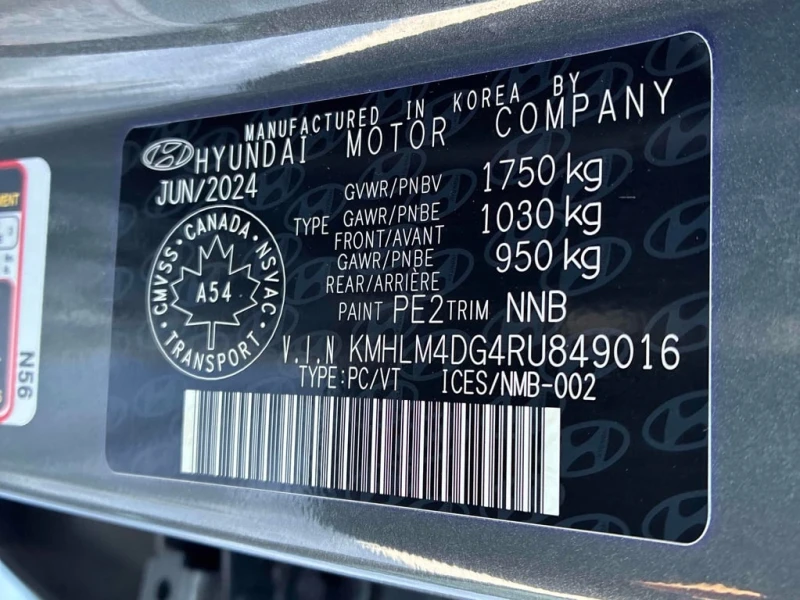 MANUFACTURED IN KOREA BY
HYUNDAI MOTOR COMPANY
JUN/2024
GVWR/PNBV 1750 kg
TYPE GAWR/PNBE 1030 kg
FRONT/AVANT
GAWR/PNBE 950 kg
REAR/ARRIÈRE
CMVSS · CANADA · NSVAC · TRANSPORT ·
A54
PAINT PE2 TRIM NNB
V.I.N KMHLM4DG4RU849016
TYPE:PC/VT ICES/NMB-002
N56